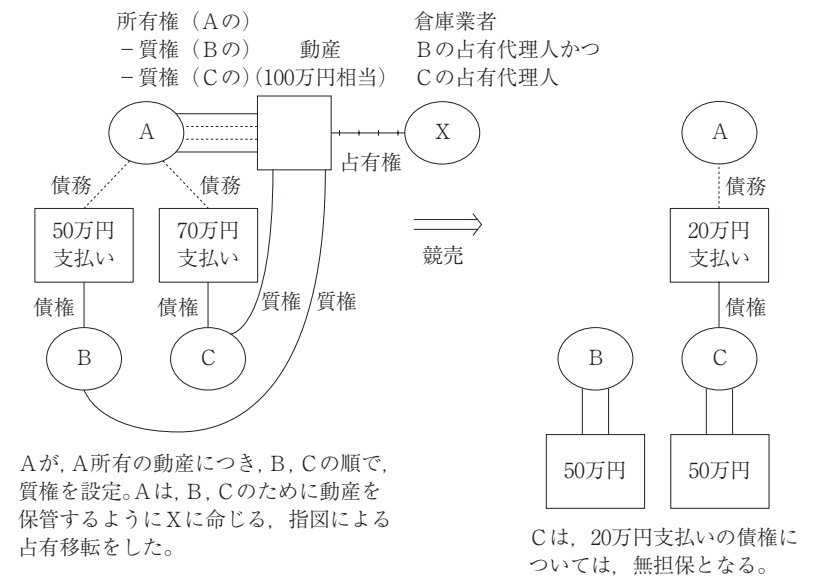 所有権（Aの）
－質権（Bの）　動産
－質権（Cの）（100万円相当）
倉庫業者
Bの占有代理人かつ
Cの占有代理人
A
X
占有権
債務
債務
50万円
支払い
70万円
支払い
債権
債権
質権
質権
B
C
競売
A
債務
20万円
支払い
債権
B
C
50万円
50万円
Aが，A所有の動産につき，B，Cの順で，
質権を設定。Aは，B，Cのために動産を
保管するようにXに命じる，指図による
占有移転をした。
Cは，20万円支払いの債権に
ついては，無担保となる。